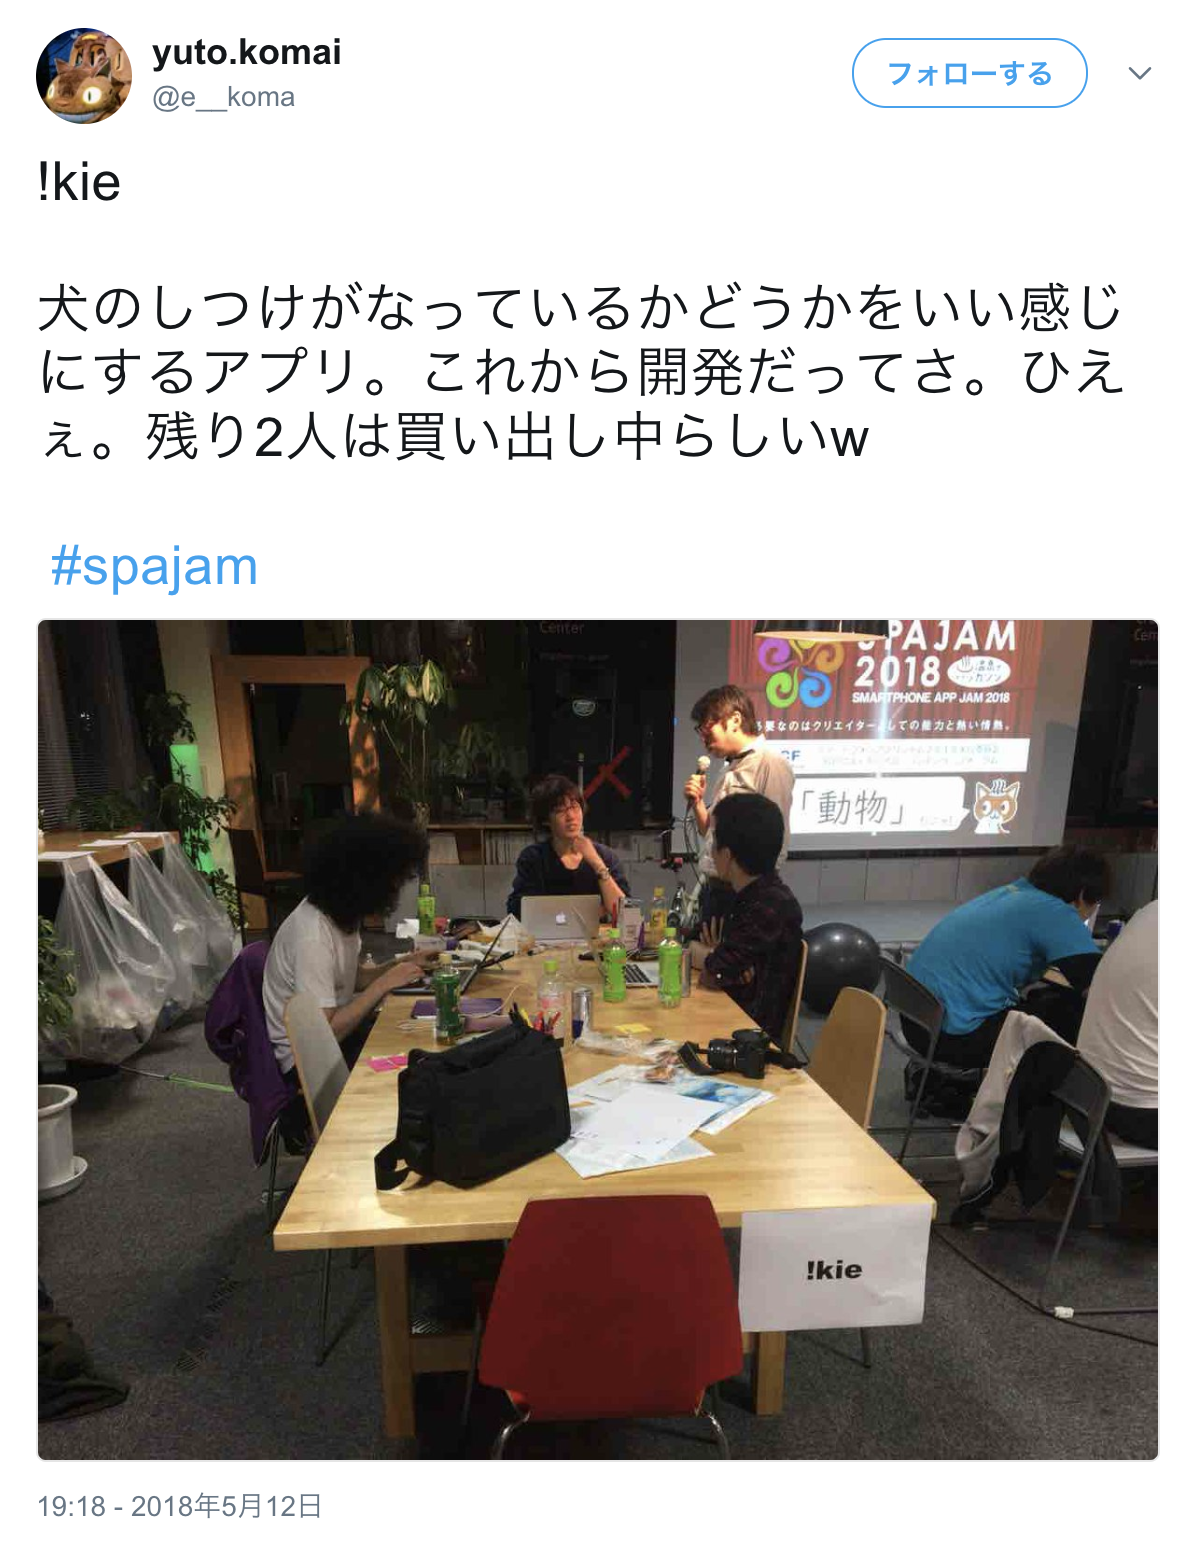 yuto.komai
@e__koma
フォローする
!kie
犬のしつけがなっているかどうかをいい感じ
にするアプリ。これから開発だってさ。ひえ
ぇ。残り2人は買い出し中らしいw
#spajam
Center
SPAJAM
2018
SMARTPHONE APP JAM 2018
なのはクリエイターとしての能力と熱い情熱。
「動物」
!kie
19:18 - 2018年5月12日